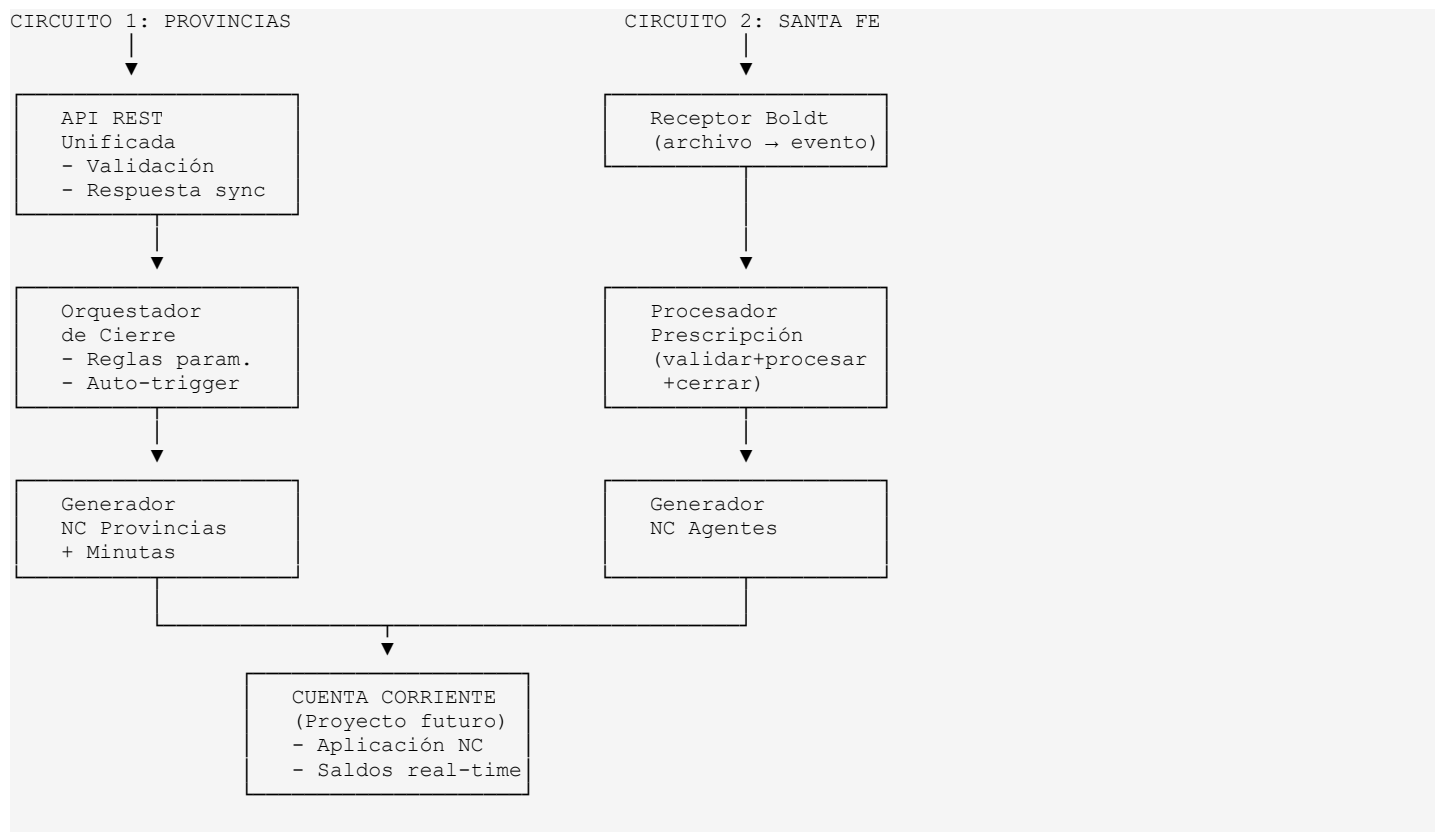 CIRCUITO 1: PROVINCIAS
CIRCUITO 2: SANTA FE
API REST
Unificada
- Validación
- Respuesta sync
Receptor Boldt
(archivo → evento)
Orquestador
de Cierre
- Reglas param.
- Auto-trigger
Procesador
Prescripción
(validar+procesar
+cerrar)
Generador
NC Provincias
+ Minutas
Generador
NC Agentes
CUENTA CORRIENTE
(Proyecto futuro)
- Aplicación NC
- Saldos real-time